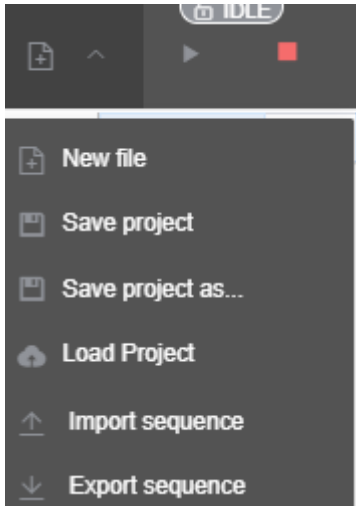 IDLE
New file
Save project
Save project as...
Load Project
Import sequence
Export sequence